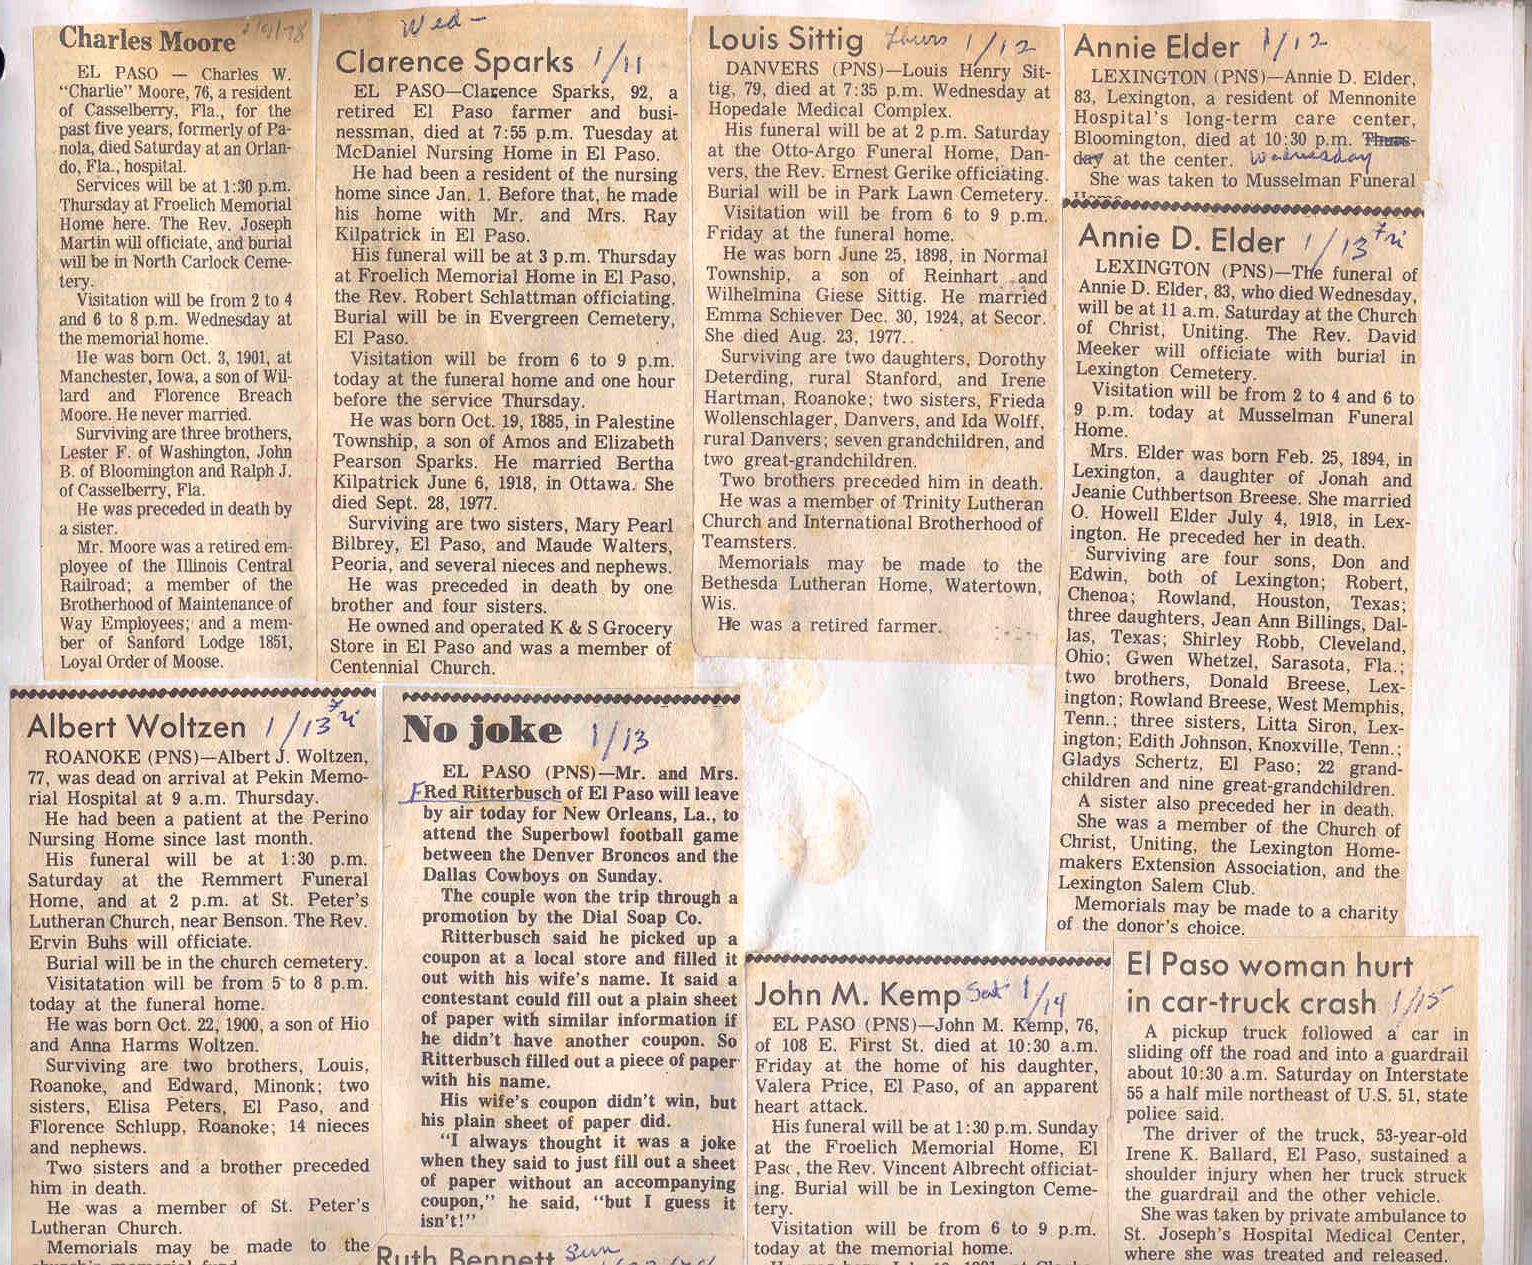 Charles Moore
EL PASO — Charles W.
“Charlie” Moore, 76, a resident
of Casselberry, Fla., for the
past five years, formerly of Pa-
nola, died Saturday at an Orlan-
do, Fla., hospital.
Services will be at 1:30 p.m.
Thursday at Froelich Memorial
Home here. The Rev. Joseph
Martin will officiate, and burial
will be in North Carlock Ceme-
tery.
Visitation will be from 2 to 4
and 6 to 8 p.m. Wednesday at
the memorial home.
He was born Oct. 3, 1901, at
Manchester, Iowa, a son of Wil-
lard and Florence Breach
Moore. He never married.
Surviving are three brothers,
Lester F. of Washington, John
B. of Bloomington and Ralph J.
of Casselberry, Fla.
He was preceded in death by
a sister.
Mr. Moore was a retired em-
ployee of the Illinois Central
Railroad; a member of the
Brotherhood of Maintenance of
Way Employees; and a mem-
ber of Sanford Lodge 1851,
Loyal Order of Moose.
Wed -
Clarence Sparks 1/11
EL PASO—Clarence Sparks, 92, a
retired El Paso farmer and busi-
nessman, died at 7:55 p.m. Tuesday at
McDaniel Nursing Home in El Paso.
He had been a resident of the nursing
home since Jan. 1. Before that, he made
his home with Mr. and Mrs. Ray
Kilpatrick in El Paso.
His funeral will be at 3 p.m. Thursday
at Froelich Memorial Home in El Paso,
the Rev. Robert Schlattman officiating.
Burial will be in Evergreen Cemetery,
El Paso.
Visitation will be from 6 to 9 p.m.
today at the funeral home and one hour
before the service Thursday.
He was born Oct. 19, 1885, in Palestine
Township, a son of Amos and Elizabeth
Pearson Sparks. He married Bertha
Kilpatrick June 6, 1918, in Ottawa. She
died Sept. 28, 1977.
Surviving are two sisters, Mary Pearl
Bilbrey, El Paso, and Maude Walters,
Peoria, and several nieces and nephews.
He was preceded in death by one
brother and four sisters.
He owned and operated K & S Grocery
Store in El Paso and was a member of
Centennial Church.
Louis Sittig Thurs 1/12
DANVERS (PNS)—Louis Henry Sit-
tig, 79, died at 7:35 p.m. Wednesday at
Hopedale Medical Complex.
His funeral will be at 2 p.m. Saturday
at the Otto-Argo Funeral Home, Dan-
vers, the Rev. Ernest Gerike officiating.
Burial will be in Park Lawn Cemetery.
Visitation will be from 6 to 9 p.m.
Friday at the funeral home.
He was born June 25, 1898, in Normal
Township, a son of Reinhart and
Wilhelmina Giese Sittig. He married
Emma Schiever Dec. 30, 1924, at Secor.
She died Aug. 23, 1977..
Surviving are two daughters, Dorothy
Deterding, rural Stanford, and Irene
Hartman, Roanoke; two sisters, Frieda
Wollenschlager, Danvers, and Ida Wolff,
rural Danvers; seven grandchildren, and
two great-grandchildren.
Two brothers preceded him in death.
He was a member of Trinity Lutheran
Church and International Brotherhood of
Teamsters.
Memorials may be made to the
Bethesda Lutheran Home, Watertown,
Wis.
He was a retired farmer.
Annie Elder 1/12
LEXINGTON (PNS)—Annie D. Elder,
83, Lexington, a resident of Mennonite
Hospital's long-term care center,
Bloomington, died at 10:30 p.m. Thurs-
day at the center. Wednesday
She was taken to Musselman Funeral
Annie D. Elder 1/13 Fri
LEXINGTON (PNS)—The funeral of
Annie D. Elder, 83, who died Wednesday,
will be at 11 a.m. Saturday at the Church
of Christ, Uniting. The Rev. David
Meeker will officiate with burial in
Lexington Cemetery.
Visitation will be from 2 to 4 and 6 to
9 p.m. today at Musselman Funeral
Home.
Mrs. Elder was born Feb. 25, 1894, in
Lexington, a daughter of Jonah and
Jeanie Cuthbertson Breese. She married
O. Howell Elder July 4, 1918, in Lex-
ington. He preceded her in death.
Surviving are four sons, Don and
Edwin, both of Lexington; Robert,
Chenoa; Rowland, Houston, Texas;
three daughters, Jean Ann Billings, Dal-
las, Texas; Shirley Robb, Cleveland,
Ohio; Gwen Whetzel, Sarasota, Fla.;
two brothers, Donald Breese, Lex-
ington; Rowland Breese, West Memphis,
Tenn.; three sisters, Litta Siron, Lex-
ington; Edith Johnson, Knoxville, Tenn.;
Gladys Schertz, El Paso; 22 grand-
children and nine great-grandchildren.
A sister also preceded her in death.
She was a member of the Church of
Christ, Uniting, the Lexington Home-
makers Extension Association, and the
Lexington Salem Club.
Memorials may be made to a charity
of the donor's choice.
Albert Woltzen 1/13 Fri
ROANOKE (PNS)—Albert J. Woltzen,
77, was dead on arrival at Pekin Memo-
rial Hospital at 9 a.m. Thursday.
He had been a patient at the Perino
Nursing Home since last month.
His funeral will be at 1:30 p.m.
Saturday at the Remmert Funeral
Home, and at 2 p.m. at St. Peter's
Lutheran Church, near Benson. The Rev.
Ervin Buhs will officiate.
Burial will be in the church cemetery.
Visitatation will be from 5 to 8 p.m.
today at the funeral home.
He was born Oct. 22, 1900, a son of Hio
and Anna Harms Woltzen.
Surviving are two brothers, Louis,
Roanoke, and Edward, Minonk; two
sisters, Elisa Peters, El Paso, and
Florence Schlupp, Roanoke; 14 nieces
and nephews.
Two sisters and a brother preceded
him in death.
He was a member of St. Peter's
Lutheran Church.
Memorials may be made to the
church's memorial fund.
No joke 1/13
EL PASO (PNS)—Mr. and Mrs.
FRed Ritterbusch of El Paso will leave
by air today for New Orleans, La., to
attend the Superbowl football game
between the Denver Broncos and the
Dallas Cowboys on Sunday.
The couple won the trip through a
promotion by the Dial Soap Co.
Ritterbusch said he picked up a
coupon at a local store and filled it
out with his wife's name. It said a
contestant could fill out a plain sheet
of paper with similar information if
he didn't have another coupon. So
Ritterbusch filled out a piece of paper
with his name.
His wife's coupon didn't win, but
his plain sheet of paper did.
“I always thought it was a joke
when they said to just fill out a sheet
of paper without an accompanying
coupon,” he said, “but I guess it
isn't!”
Ruth Bennett Sun
John M. Kemp Sat 1/14
EL PASO (PNS)—John M. Kemp, 76,
of 108 E. First St. died at 10:30 a.m.
Friday at the home of his daughter,
Valera Price, El Paso, of an apparent
heart attack.
His funeral will be at 1:30 p.m. Sunday
at the Froelich Memorial Home, El
Paso, the Rev. Vincent Albrecht officiat-
ing. Burial will be in Lexington Ceme-
tery.
Visitation will be from 6 to 9 p.m.
today at the memorial home.
El Paso woman hurt
in car-truck crash 1/15
A pickup truck followed a car in
sliding off the road and into a guardrail
about 10:30 a.m. Saturday on Interstate
55 a half mile northeast of U.S. 51, state
police said.
The driver of the truck, 53-year-old
Irene K. Ballard, El Paso, sustained a
shoulder injury when her truck struck
the guardrail and the other vehicle.
She was taken by private ambulance to
St. Joseph's Hospital Medical Center,
where she was treated and released.